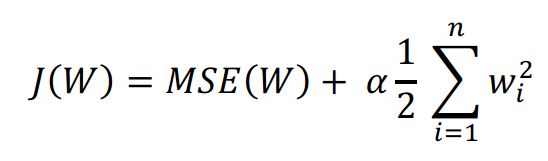 J(W) = MSE(W) + α 1/2 ∑_{i=1}^{n} w_i^2